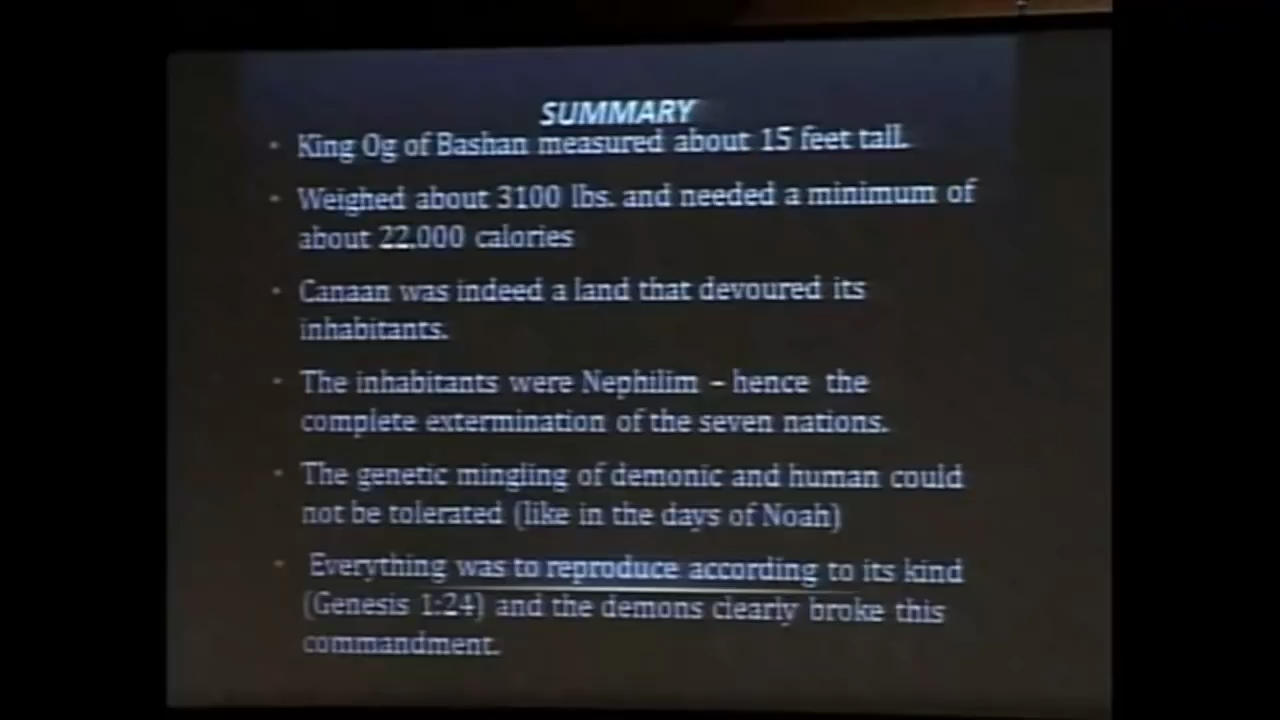 SUMMARY
• King Og of Bashan measured about 15 feet tall.
• Weighed about 3100 lbs. and needed a minimum of
about 22,000 calories
• Canaan was indeed a land that devoured its
inhabitants.
• The inhabitants were Nephilim – hence the
complete extermination of the seven nations.
• The genetic mingling of demonic and human could
not be tolerated (like in the days of Noah)
• Everything was to reproduce according to its kind
(Genesis 1:24) and the demons clearly broke this
commandment.